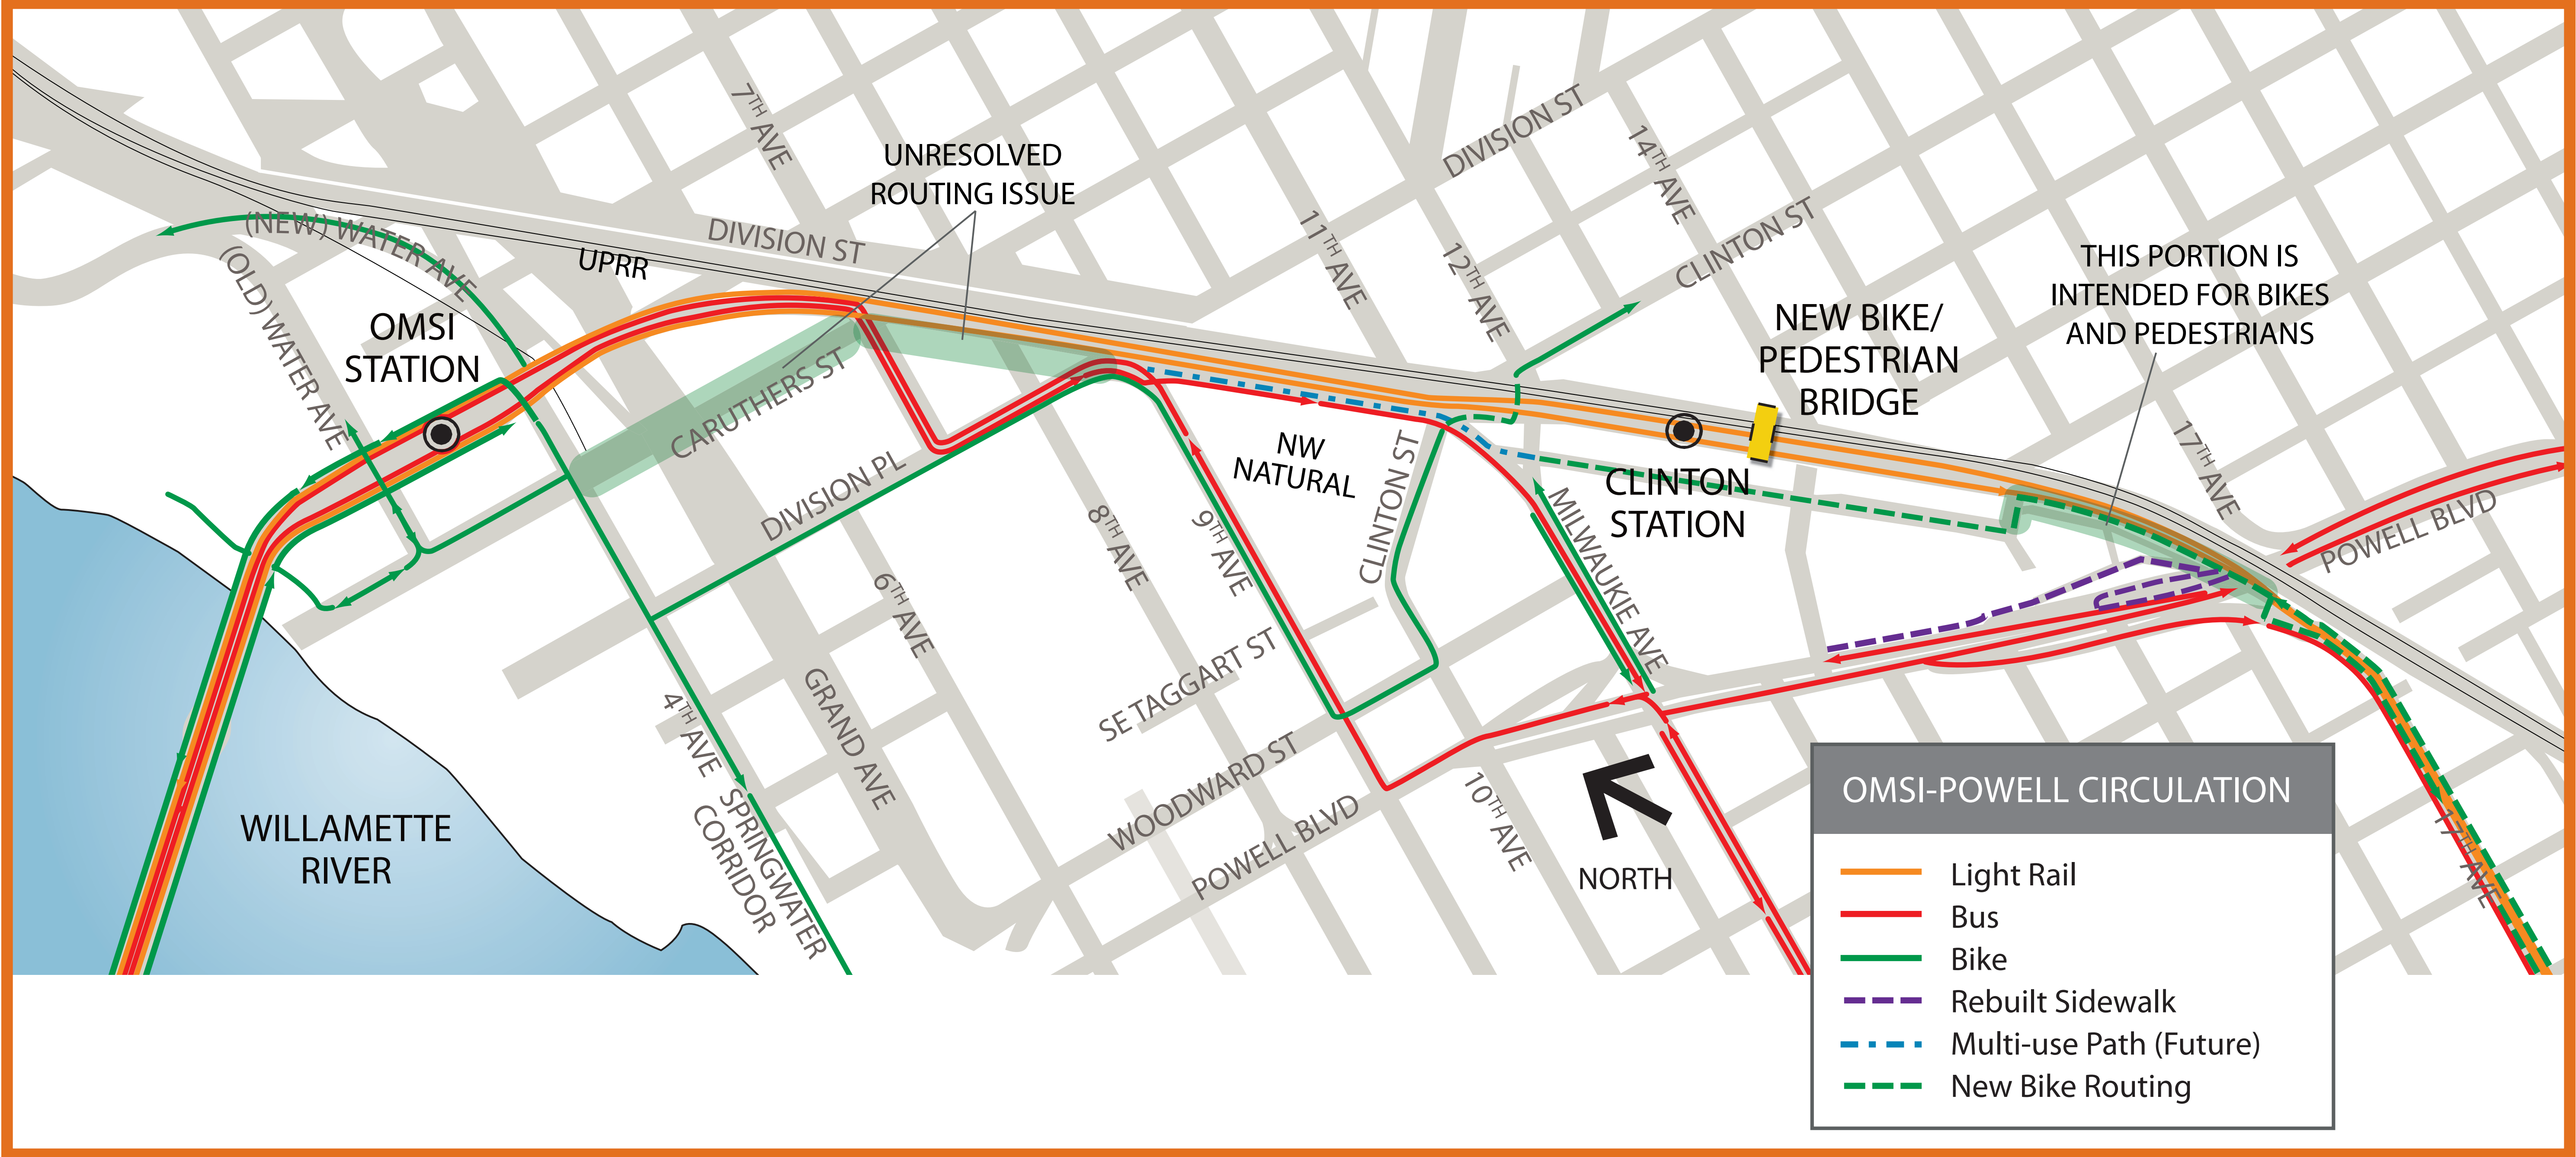 7TH AVE
UNRESOLVED
ROUTING ISSUE
DIVISION ST
14TH AVE
(NEW) WATER AVE
DIVISION ST
UPRR
11TH AVE
12TH AVE
CLINTON ST
THIS PORTION IS
INTENDED FOR BIKES
AND PEDESTRIANS
(OLD) WATER AVE
OMSI
STATION
NEW BIKE/
PEDESTRIAN
BRIDGE
CARUTHERS ST
DIVISION PL
NW
NATURAL
CLINTON ST
CLINTON
STATION
17TH AVE
POWELL BLVD
8TH AVE
9TH AVE
MILWAUKIE AVE
6TH AVE
SE TAGGART ST
4TH AVE
GRAND AVE
WOODWARD ST
POWELL BLVD
10TH AVE
SPRINGWATER
CORRIDOR
WILLAMETTE
RIVER
NORTH
17TH AVE
OMSI-POWELL CIRCULATION
Light Rail
Bus
Bike
Rebuilt Sidewalk
Multi-use Path (Future)
New Bike Routing